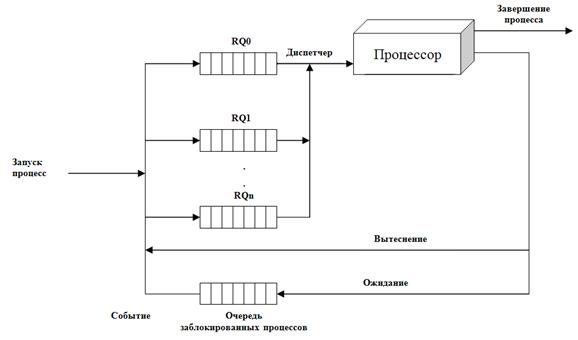 Завершение
процесса
RQ0
Диспетчер
Процессор
RQ1
Запуск
процесс
.
.
RQn
Вытеснение
Ожидание
Событие
Очередь
заблокированных процессов